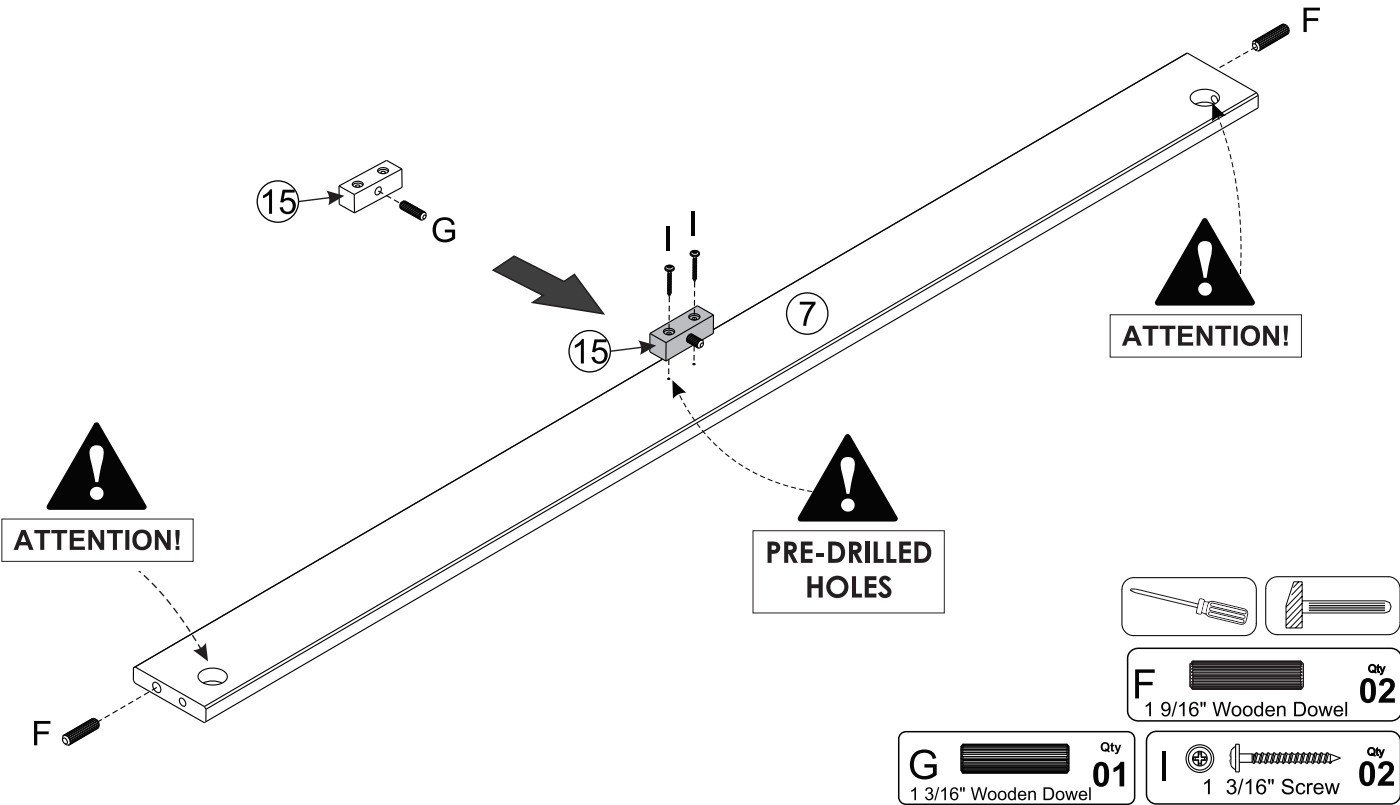 F
15
G
I I
7
15
ATTENTION!
ATTENTION!
PRE-DRILLED
HOLES
F
F
Qty
02
1 9/16" Wooden Dowel
G
Qty
01
1 3/16" Wooden Dowel
I
Qty
02
1 3/16" Screw